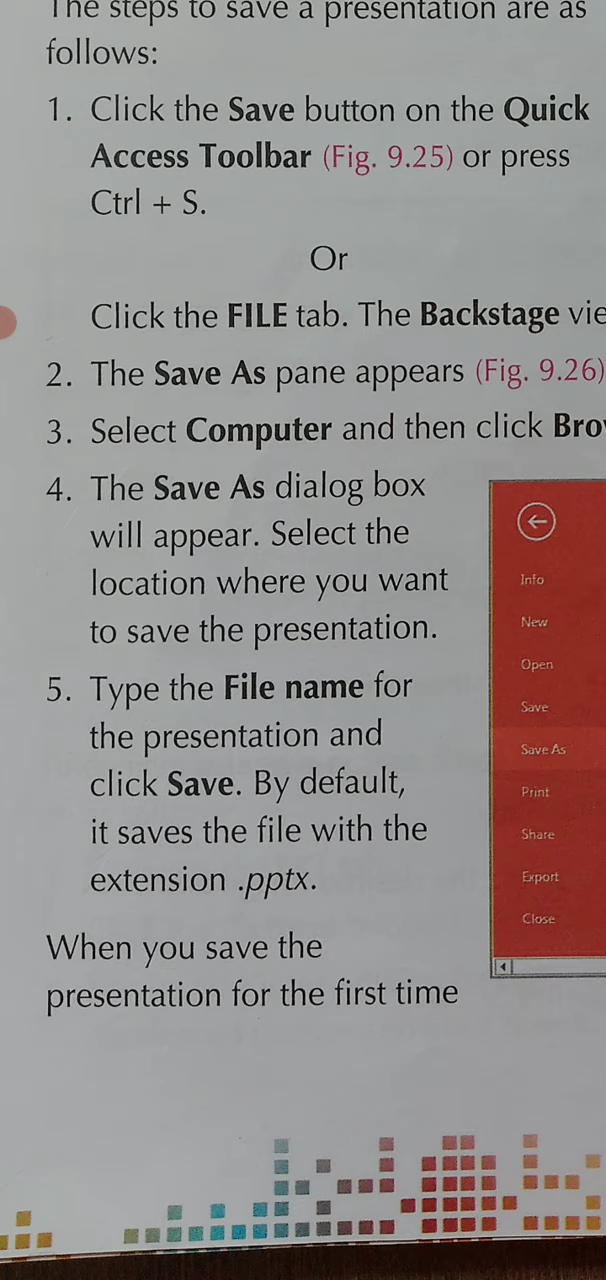 The steps to save a presentation are as
follows:
1. Click the Save button on the Quick
Access Toolbar (Fig. 9.25) or press
Ctrl + S.
Or
Click the FILE tab. The Backstage vie
2. The Save As pane appears (Fig. 9.26)
3. Select Computer and then click Bro
4. The Save As dialog box
will appear. Select the
location where you want
to save the presentation.
5. Type the File name for
the presentation and
click Save. By default,
it saves the file with the
extension .pptx.
When you save the
presentation for the first time
Info
New
Open
Save
Save As
Print
Share
Export
Close